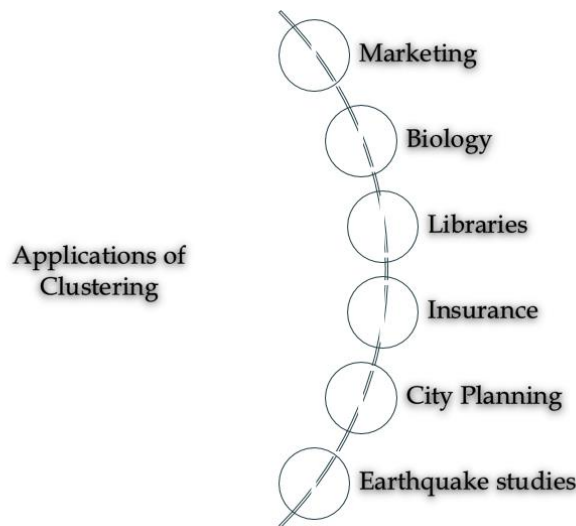 Marketing
Biology
Libraries
Applications of
Clustering
Insurance
City Planning
Earthquake studies